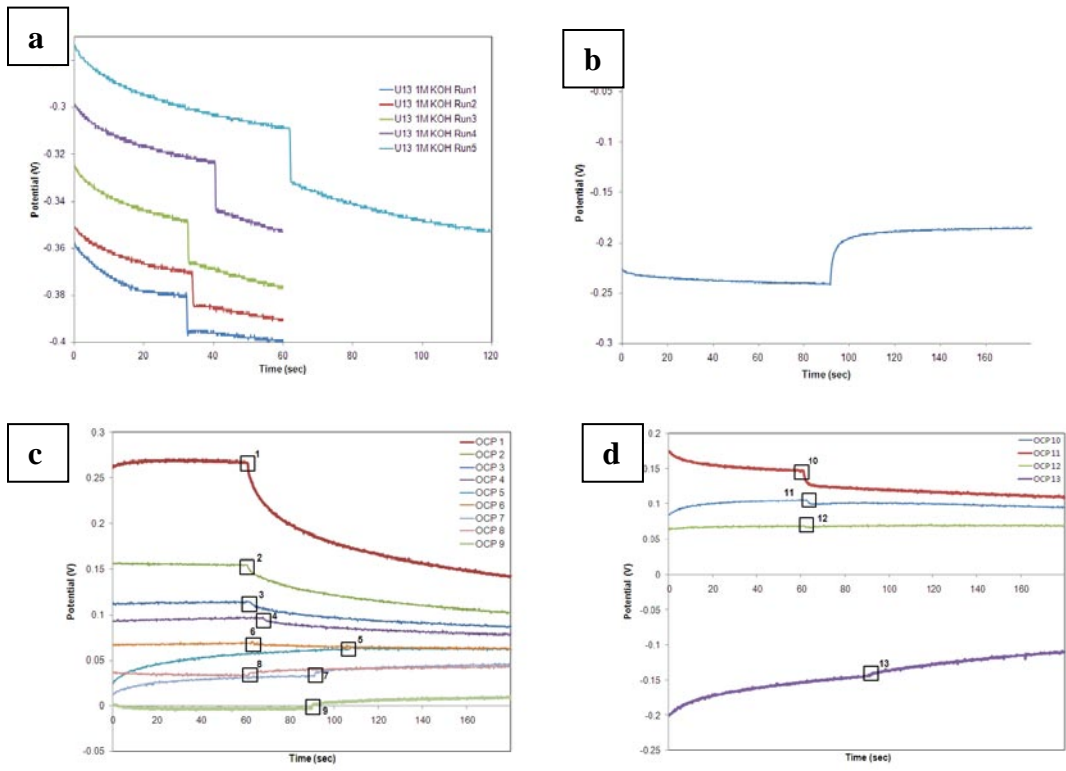 a
-0.3
-0.32
-0.34
-0.36
-0.38
-0.4
Potential (V)
0 20 40 60 80 100 120
Time (sec)
U13 1M KOH Run1
U13 1M KOH Run2
U13 1M KOH Run3
U13 1M KOH Run4
U13 1M KOH Run5
b
-0.05
-0.1
-0.15
-0.2
-0.25
-0.3
Potential (V)
0 20 40 60 80 100 120 140 160
Time (sec)
c
0.3
0.25
0.2
0.15
0.1
0.05
0
-0.05
Potential (V)
0 20 40 60 80 100 120 140 160
Time (sec)
1
2
3
4
5
6
7
8
9
OCP 1
OCP 2
OCP 3
OCP 4
OCP 5
OCP 6
OCP 7
OCP 8
OCP 9
d
0.2
0.15
0.1
0.05
0
-0.05
-0.1
-0.15
-0.2
-0.25
Potential (V)
0 20 40 60 80 100 120 140 160
Time (sec)
10
11
12
13
OCP10
OCP11
OCP12
OCP13